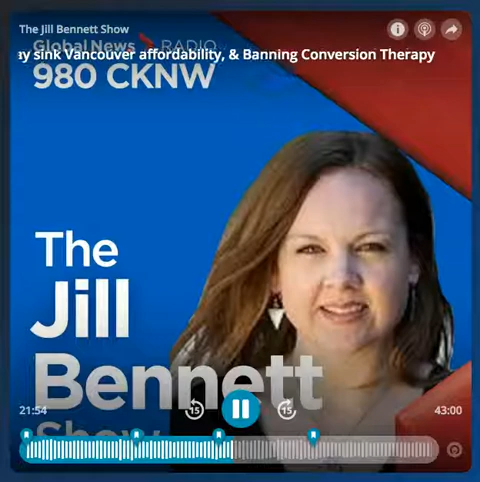 The Jill Bennett Show
Global News RADIO
ay sink Vancouver affordability, & Banning Conversion Therapy
980 CKNW
The
Jill
Bennett
Show
21:54
15
15
43:00